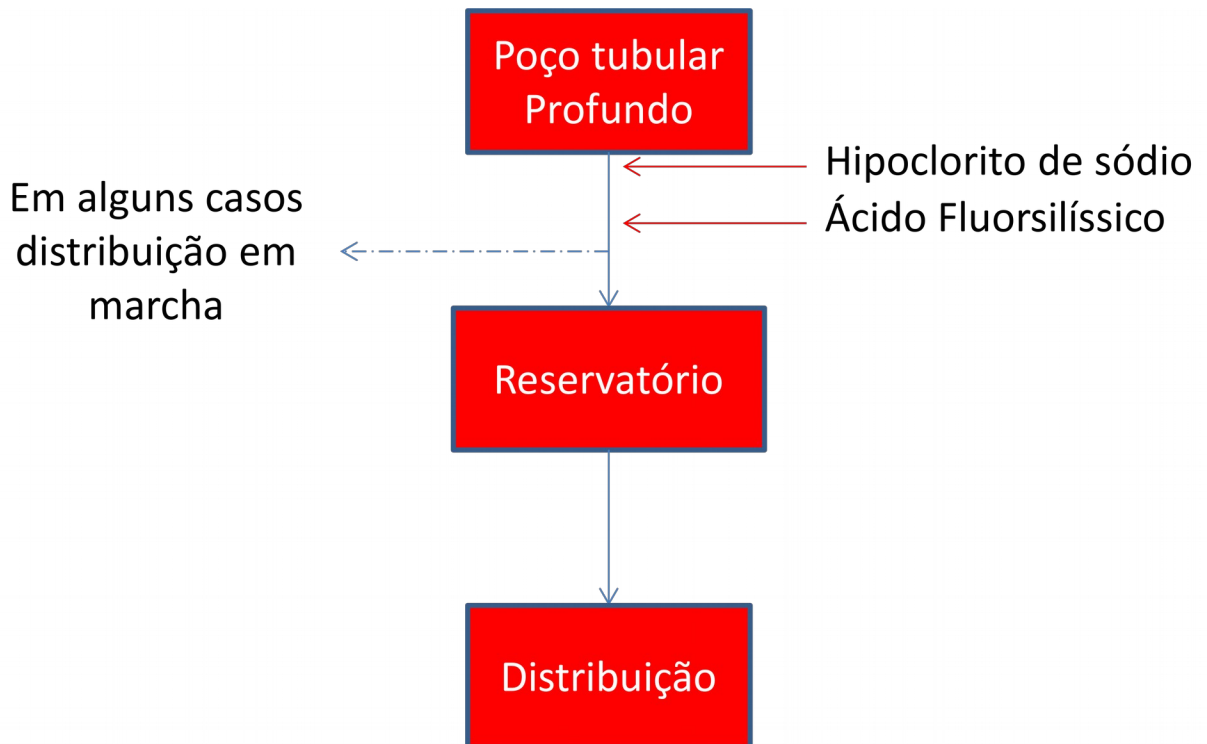 Poço tubular
Profundo
Hipoclorito de sódio
Ácido Fluorsilíssico
Em alguns casos
distribuição em
marcha
Reservatório
Distribuição